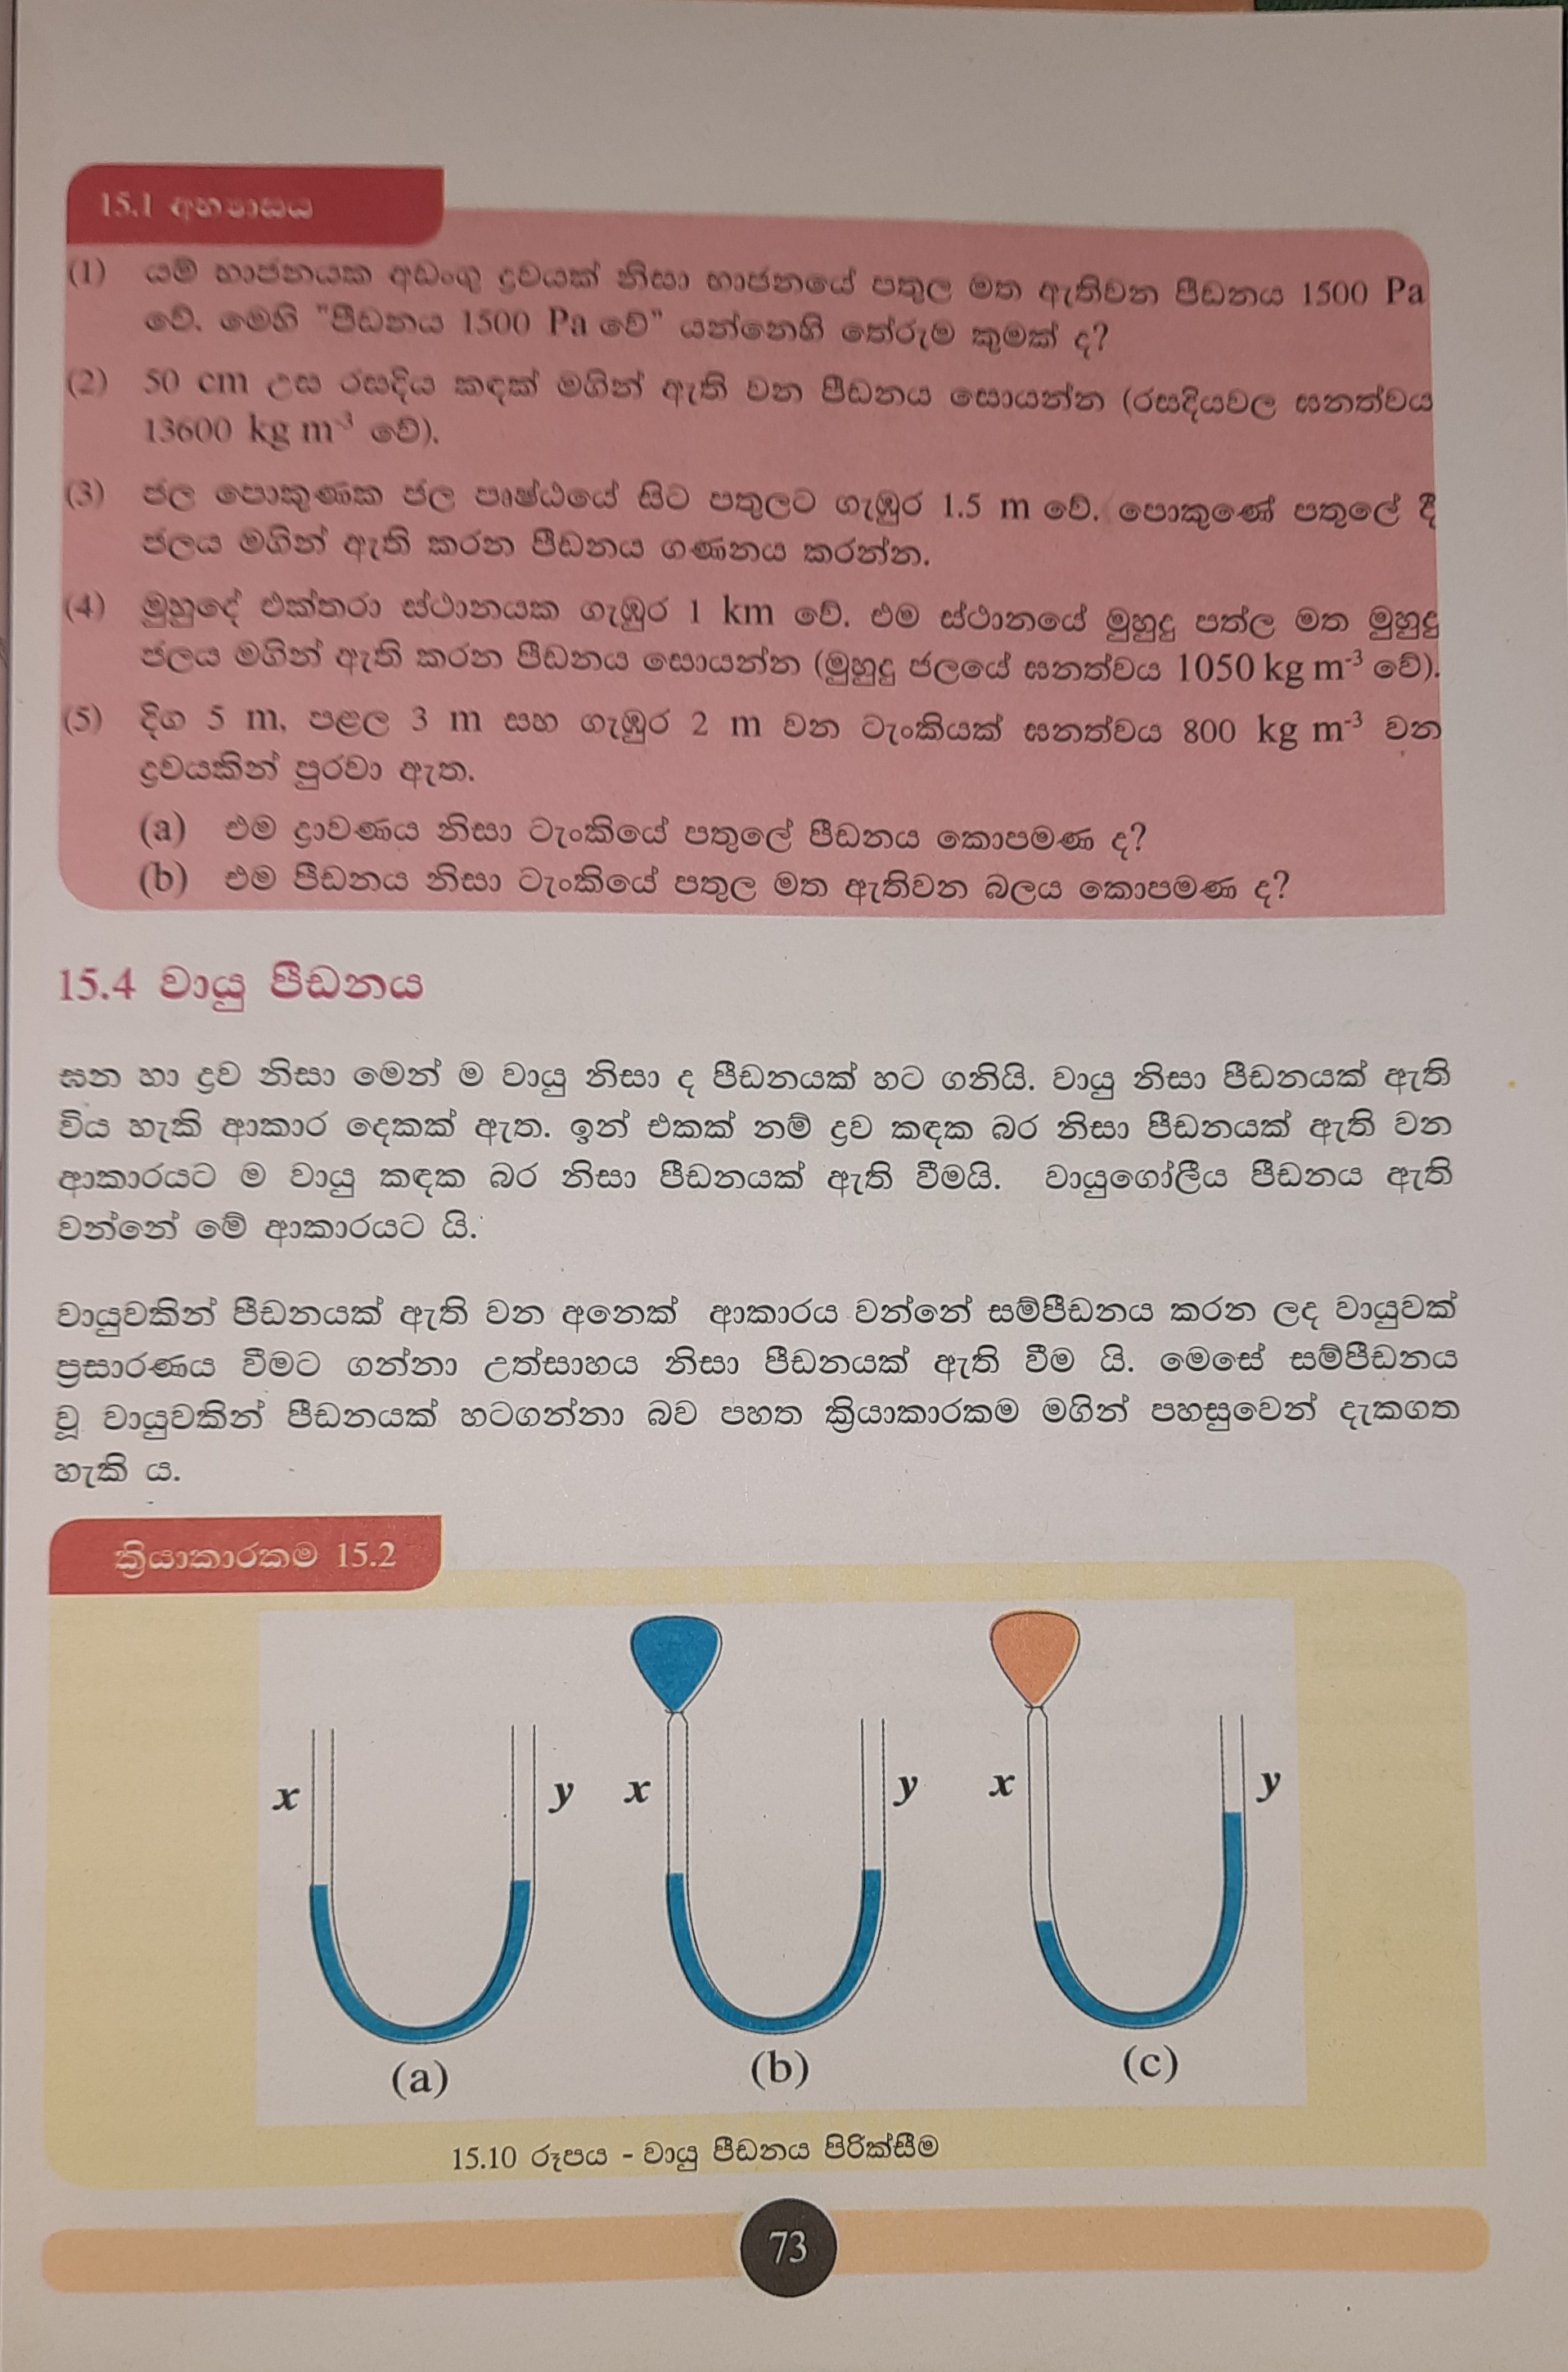 15.1 අභ්‍යාසය
(1) යම් භාජනයක අඩංගු ද්‍රවයක් නිසා භාජනයේ පතුල මත ඇතිවන පීඩනය 1500 Pa
වේ. මෙහි "පීඩනය 1500 Pa වේ" යන්නෙහි තේරුම කුමක් ද?
(2) 50 cm උස රසදිය කඳක් මගින් ඇති වන පීඩනය සොයන්න (රසදියවල ඝනත්වය
13600 kg m⁻³ වේ).
(3) ජල පොකුණක ජල පෘෂ්ඨයේ සිට පතුලට ගැඹුර 1.5 m වේ. පොකුණේ පතුලේ දී
ජලය මගින් ඇති කරන පීඩනය ගණනය කරන්න.
(4) මුහුදේ එක්තරා ස්ථානයක ගැඹුර 1 km වේ. එම ස්ථානයේ මුහුදු පත්ල මත මුහුදු
ජලය මගින් ඇති කරන පීඩනය සොයන්න (මුහුදු ජලයේ ඝනත්වය 1050 kg m⁻³ වේ).
(5) දිග 5 m, පළල 3 m සහ ගැඹුර 2 m වන ටැංකියක් ඝනත්වය 800 kg m⁻³ වන
ද්‍රවයකින් පුරවා ඇත.
(a) එම ද්‍රාවණය නිසා ටැංකියේ පතුලේ පීඩනය කොපමණ ද?
(b) එම පීඩනය නිසා ටැංකියේ පතුල මත ඇතිවන බලය කොපමණ ද?
15.4 වායු පීඩනය
ඝන හා ද්‍රව නිසා මෙන් ම වායු නිසා ද පීඩනයක් හට ගනියි. වායු නිසා පීඩනයක් ඇති
විය හැකි ආකාර දෙකක් ඇත. ඉන් එකක් නම් ද්‍රව කඳක බර නිසා පීඩනයක් ඇති වන
ආකාරයට ම වායු කඳක බර නිසා පීඩනයක් ඇති වීමයි. වායුගෝලීය පීඩනය ඇති
වන්නේ මේ ආකාරයට යි.
වායුවකින් පීඩනයක් ඇති වන අනෙක් ආකාරය වන්නේ සම්පීඩනය කරන ලද වායුවක්
ප්‍රසාරණය වීමට ගන්නා උත්සාහය නිසා පීඩනයක් ඇති වීම යි. මෙසේ සම්පීඩනය
වූ වායුවකින් පීඩනයක් හටගන්නා බව පහත ක්‍රියාකාරකම මගින් පහසුවෙන් දැකගත
හැකි ය.
ක්‍රියාකාරකම 15.2
x y x y x y
(a) (b) (c)
15.10 රූපය - වායු පීඩනය පිරික්සීම
73